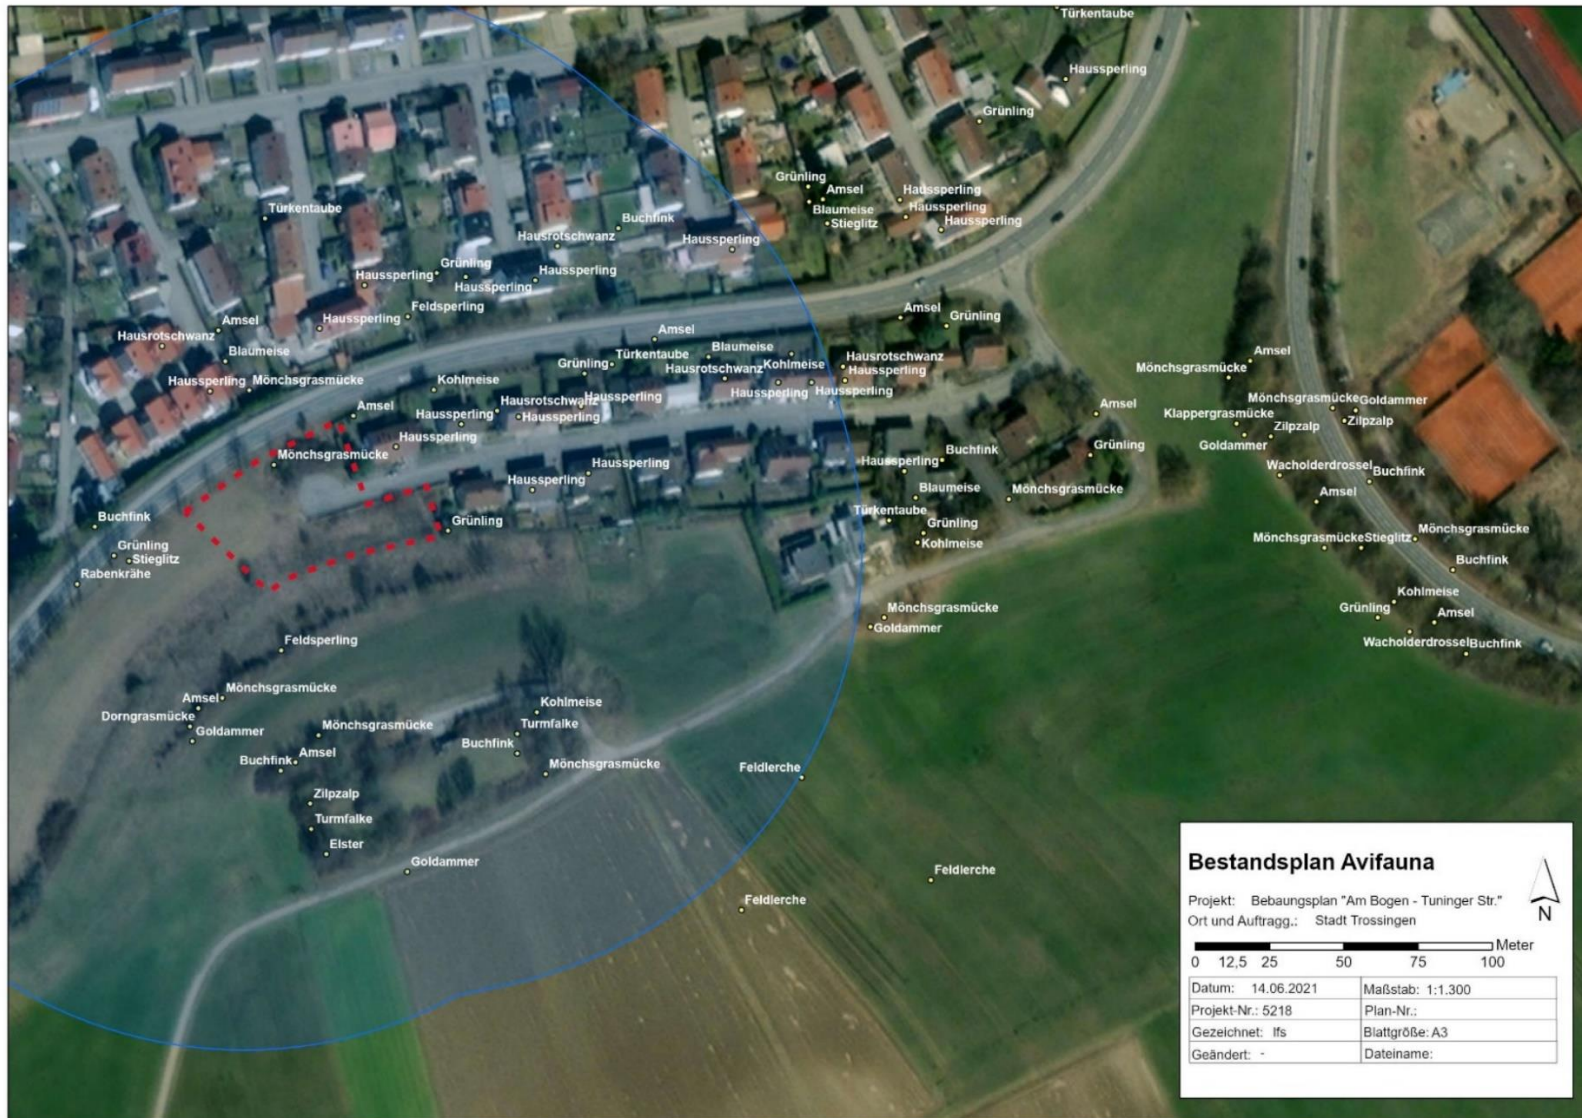 Türkentaube
Haussperling
Grünling
Grünling
Amsel
Haussperling
Blaumeise
Haussperling
Stieglitz
Haussperling
Türkentaube
Buchfink
Hausrotschwanz
Haussperling
Grünling
Haussperling
Haussperling
Haussperling
Feldsperling
Haussperling
Amsel
Hausrotschwanz
Amsel
Amsel
Grünling
Blaumeise
Grünling
Türkentaube
Blaumeise
Kohlmeise
Hausrotschwanz
Haussperling
Hausrotschwanz
Haussperling
Haussperling
Haussperling
Mönchsgrasmücke
Kohlmeise
Hausrotschwanz
Haussperling
Haussperling
Haussperling
Amsel
Haussperling
Mönchsgrasmücke
Haussperling
Haussperling
Grünling
Buchfink
Grünling
Stieglitz
Rabenkrähe
Amsel
Grünling
Buchfink
Haussperling
Blaumeise
Mönchsgrasmücke
Türkentaube
Grünling
Kohlmeise
Mönchsgrasmücke
Goldammer
Amsel
Mönchsgrasmücke
Mönchsgrasmücke
Goldammer
Klappergrasmücke
Zilpzalp
Zilpzalp
Goldammer
Wacholderdrossel
Buchfink
Amsel
Mönchsgrasmücke
Mönchsgrasmücke
Stieglitz
Buchfink
Kohlmeise
Grünling
Amsel
Wacholderdrossel
Buchfink
Feldsperling
Mönchsgrasmücke
Amsel
Dorngrasmücke
Goldammer
Mönchsgrasmücke
Amsel
Buchfink
Zilpzalp
Turmfalke
Elster
Kohlmeise
Turmfalke
Buchfink
Mönchsgrasmücke
Goldammer
Feldlerche
Feldlerche
Feldlerche
Bestandsplan Avifauna
Projekt: Bebaungsplan "Am Bogen - Tuninger Str."
Ort und Auftragg.: Stadt Trossingen
N
Meter
0 12,5 25 50 75 100
Datum: 14.06.2021 Maßstab: 1:1.300
Projekt-Nr.: 5218 Plan-Nr.:
Gezeichnet: lfs Blattgröße: A3
Geändert: - Dateiname: